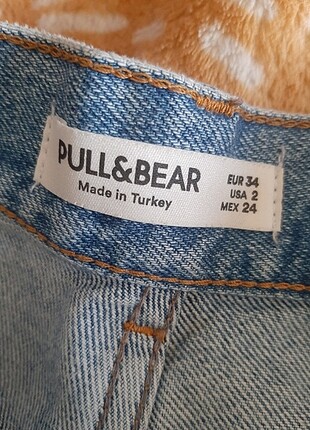 PULL&BEAR
Made in Turkey
EUR 34
USA 2
MEX 24